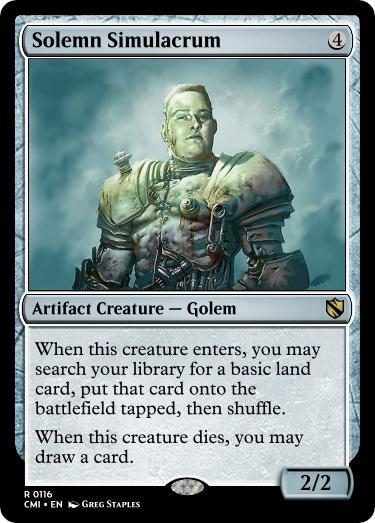 Solemn Simulacrum 4
Artifact Creature — Golem
When this creature enters, you may
search your library for a basic land
card, put that card onto the
battlefield tapped, then shuffle.
When this creature dies, you may
draw a card.
2/2
R 0116
CMI • EN Greg Staples